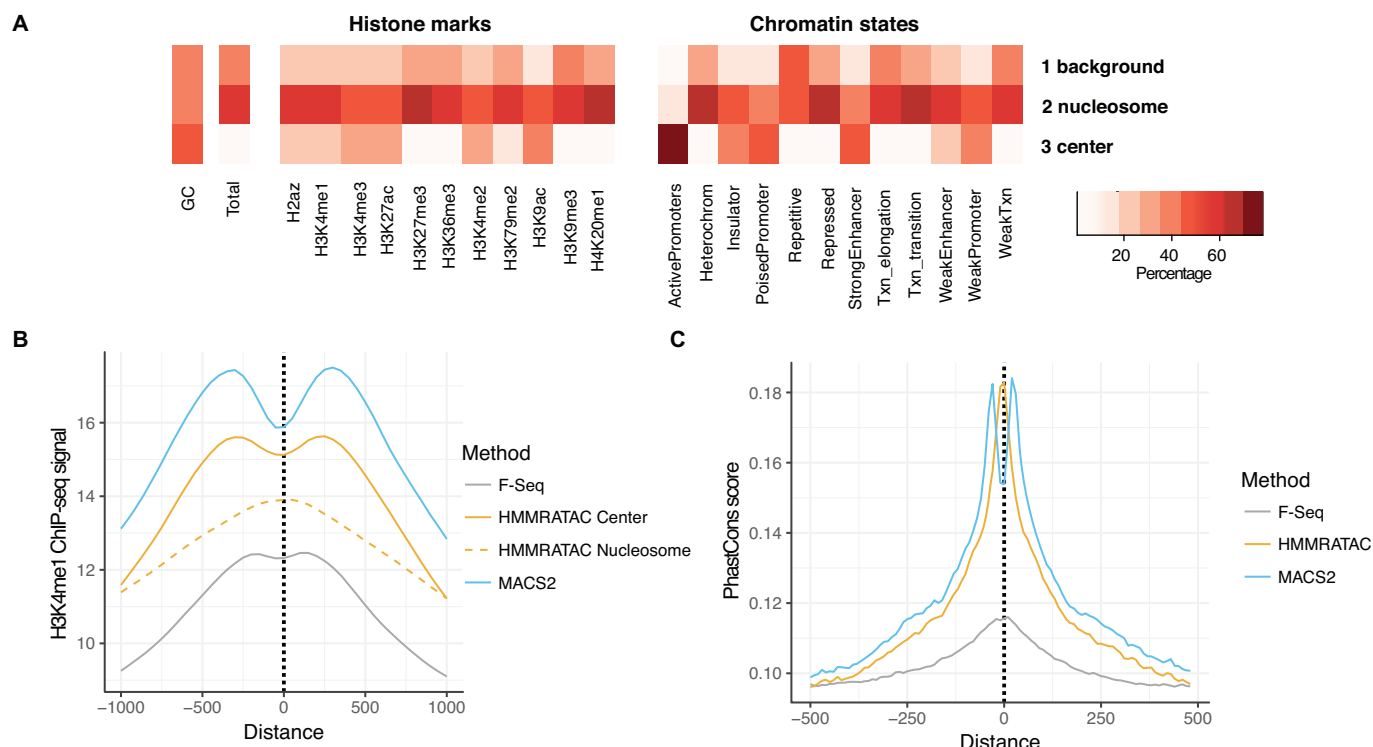 A
Histone marks
Chromatin states
1 background
2 nucleosome
3 center
GC
Total
H2az
H3K4me1
H3K4me3
H3K27ac
H3K27me3
H3K36me3
H3K4me2
H3K79me2
H3K9ac
H3K9me3
H4K20me1
ActivePromoters
Heterochrom
Insulator
PoisedPromoter
Repetitive
Repressed
StrongEnhancer
Txn_elongation
Txn_transition
WeakEnhancer
WeakPromoter
WeakTxn
20 40 60
Percentage
B
H3K4me1 ChIP-seq signal
16
14
12
10
−1000 −500 0 500 1000
Distance
Method
F-Seq
HMMRATAC Center
HMMRATAC Nucleosome
MACS2
C
PhastCons score
0.18
0.16
0.14
0.12
0.10
−500 −250 0 250 500
Distance
Method
F-Seq
HMMRATAC
MACS2